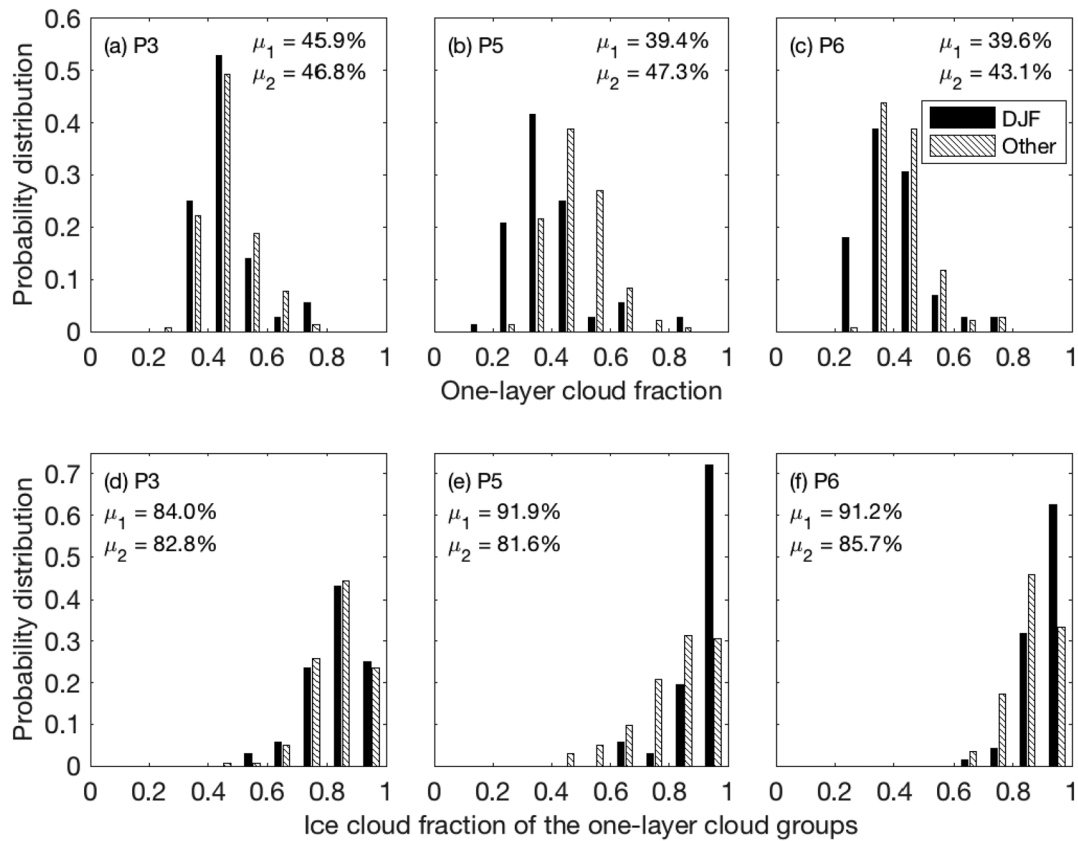 0.6
0.5
0.4
0.3
0.2
0.1
0
Probability distribution
(a) P3
μ1 = 45.9%
μ2 = 46.8%
0 0.2 0.4 0.6 0.8
(b) P5
μ1 = 39.4%
μ2 = 47.3%
0 0.2 0.4 0.6 0.8
(c) P6
μ1 = 39.6%
μ2 = 43.1%
DJF
Other
0 0.2 0.4 0.6 0.8 1
One-layer cloud fraction
0.7
0.6
0.5
0.4
0.3
0.2
0.1
0
Probability distribution
(d) P3
μ1 = 84.0%
μ2 = 82.8%
0 0.2 0.4 0.6 0.8
(e) P5
μ1 = 91.9%
μ2 = 81.6%
0 0.2 0.4 0.6 0.8
(f) P6
μ1 = 91.2%
μ2 = 85.7%
0 0.2 0.4 0.6 0.8 1
Ice cloud fraction of the one-layer cloud groups